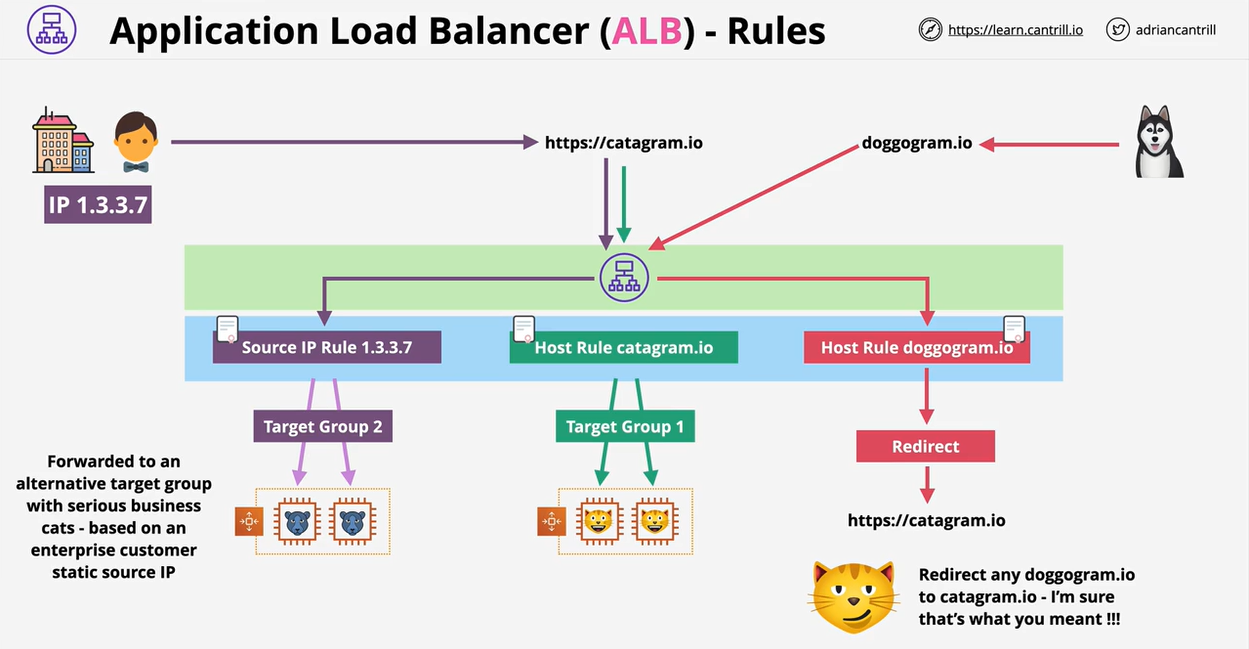 Application Load Balancer (ALB) - Rules
https://learn.cantrill.io
adriancantrill
https://catagram.io
doggogram.io
IP 1.3.3.7
Source IP Rule 1.3.3.7
Host Rule catagram.io
Host Rule doggogram.io
Target Group 2
Target Group 1
Redirect
Forwarded to an
alternative target group
with serious business
cats - based on an
enterprise customer
static source IP
https://catagram.io
Redirect any doggogram.io
to catagram.io - I'm sure
that's what you meant !!!